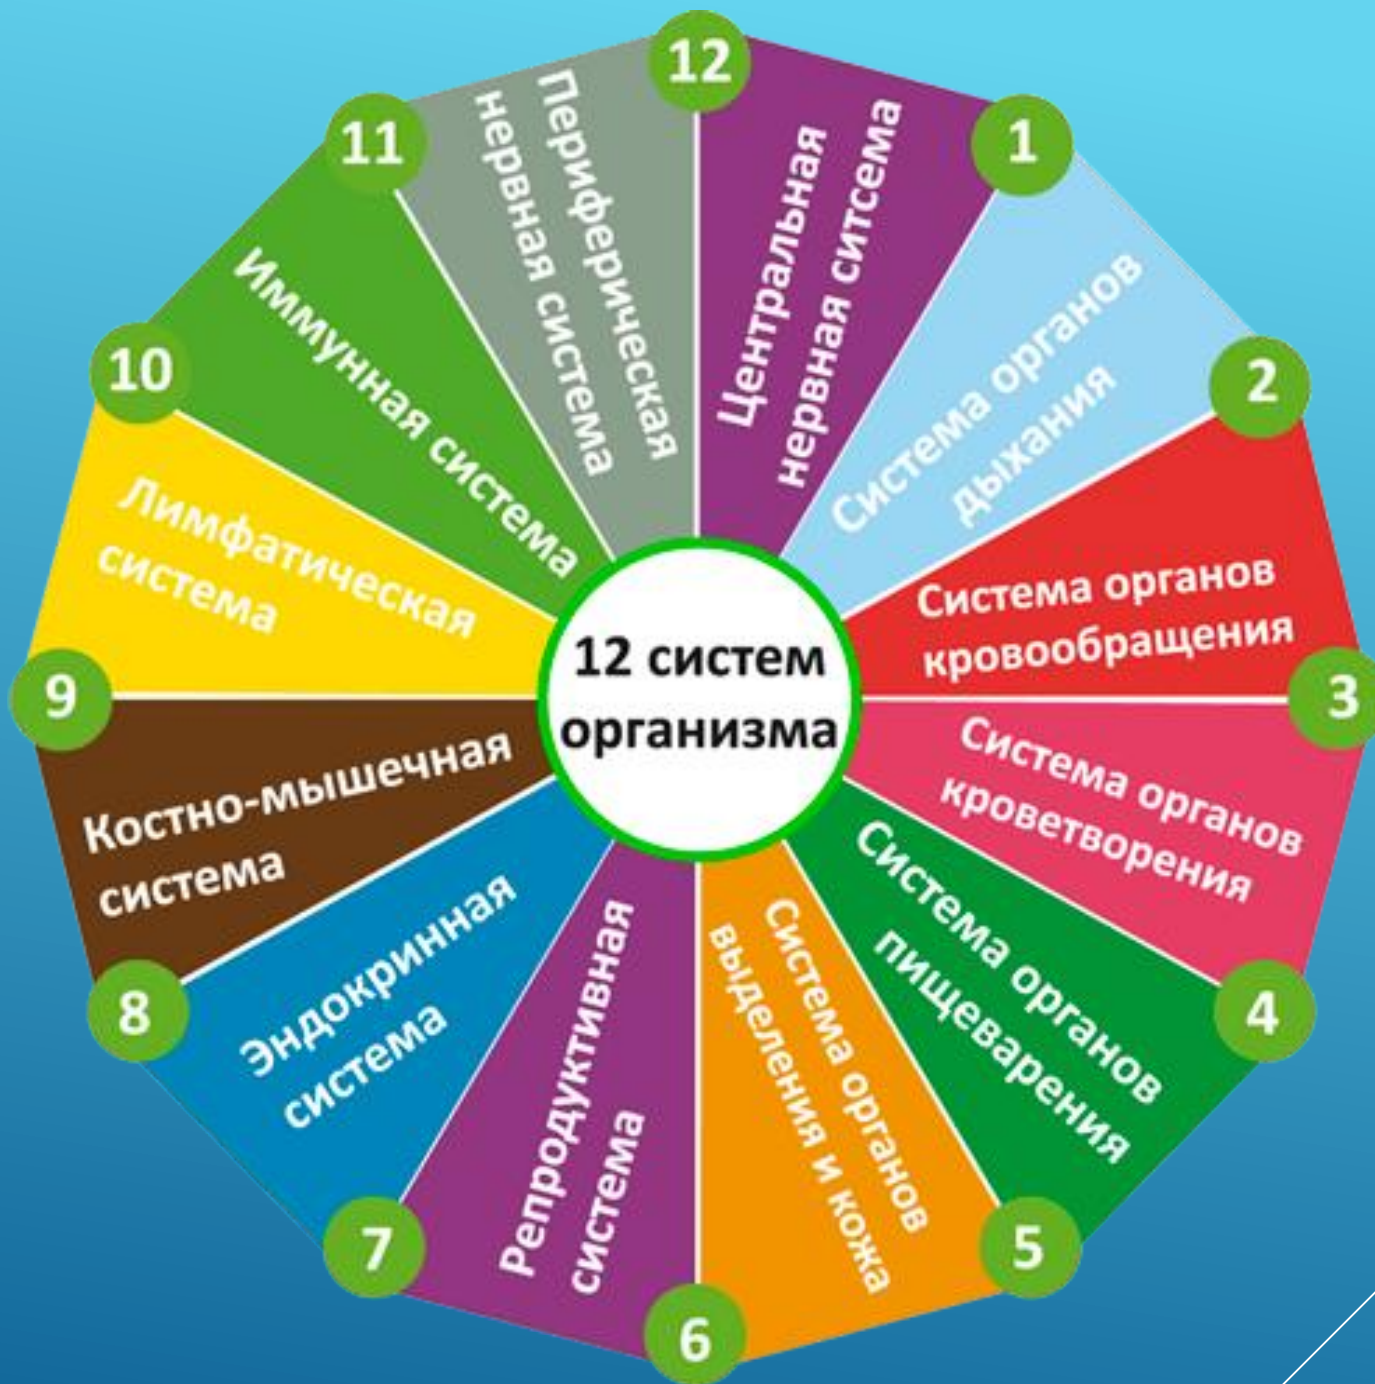 12 систем
организма
12
Центральная
нервная ситсема
1
Система органов
дыхания
2
Система органов
кровообращения
3
Система органов
кроветворения
4
Система органов
пищеварения
5
Система органов
выделения и кожа
6
Репродуктивная
система
7
Эндокринная
система
8
Костно-мышечная
система
9
Лимфатическая
система
10
Иммунная система
11
Периферическая
нервная система